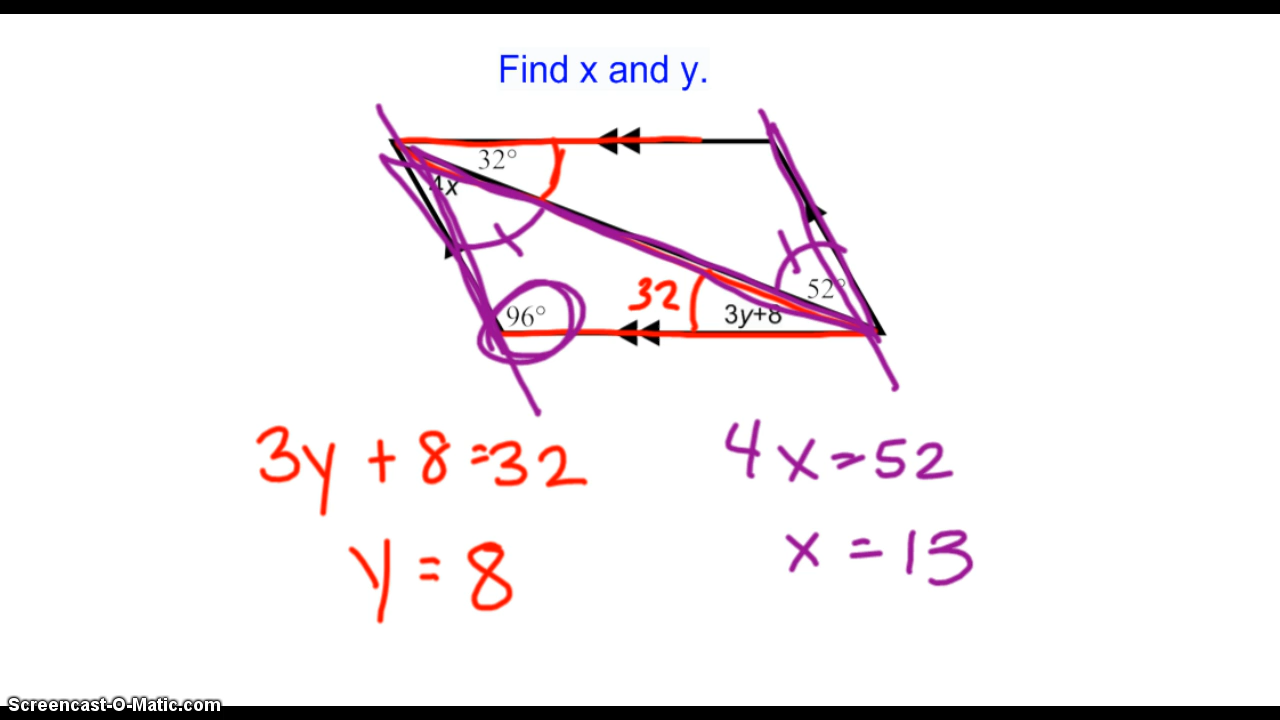 Find x and y.
32°
4x
32
52°
96°
3y+8
3y + 8 = 32
4x = 52
y = 8
x = 13
Screencast-O-Matic.com